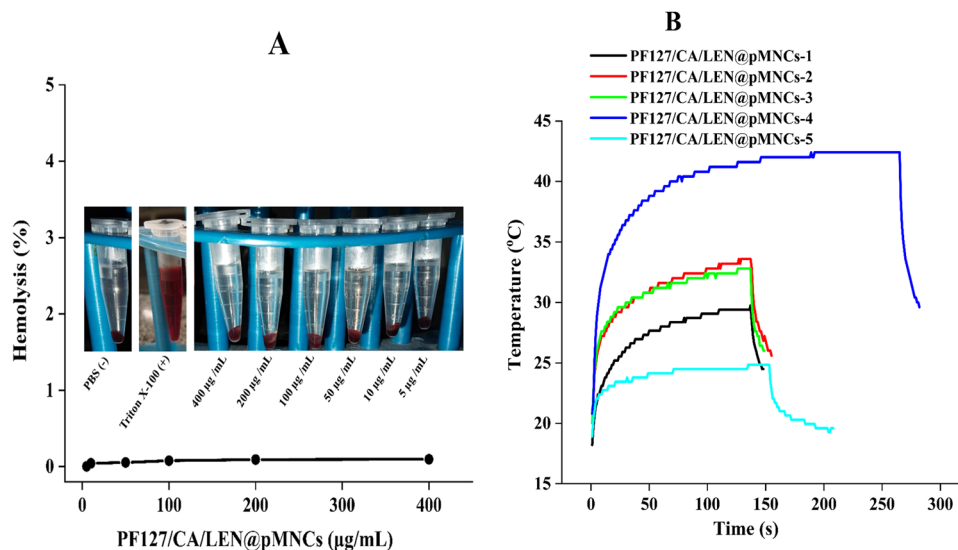 A
5
4
3
2
1
0
Hemolysis (%)
PBS (-)
Triton X-100 (+)
400 µg /mL
200 µg /mL
100 µg /mL
50 µg /mL
10 µg /mL
5 µg /mL
0
100
200
300
400
PF127/CA/LEN@pMNCs (µg/mL)
B
PF127/CA/LEN@pMNCs-1
PF127/CA/LEN@pMNCs-2
PF127/CA/LEN@pMNCs-3
PF127/CA/LEN@pMNCs-4
PF127/CA/LEN@pMNCs-5
45
40
35
30
25
20
15
Temperature (ºC)
0
50
100
150
200
250
300
Time (s)